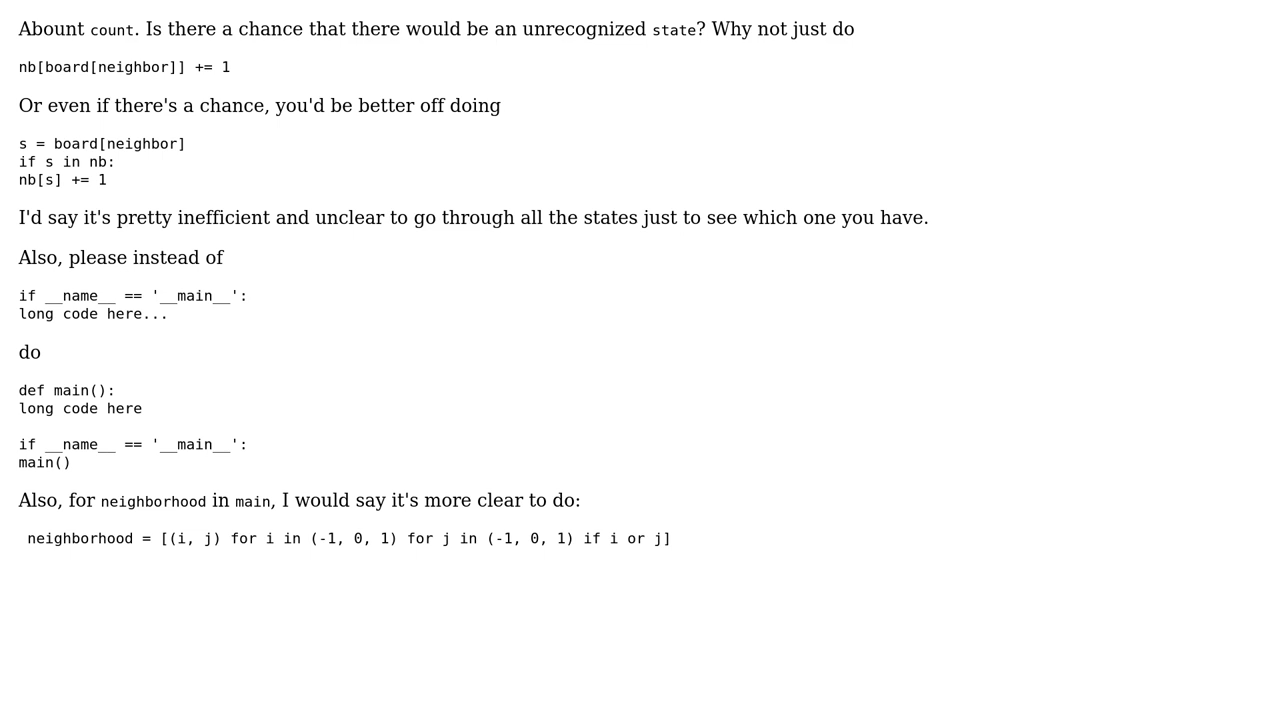 Abount count. Is there a chance that there would be an unrecognized state? Why not just do
nb[board[neighbor]] += 1
Or even if there's a chance, you'd be better off doing
s = board[neighbor]
if s in nb:
nb[s] += 1
I'd say it's pretty inefficient and unclear to go through all the states just to see which one you have.
Also, please instead of
if __name__ == '__main__':
long code here...
do
def main():
long code here
if __name__ == '__main__':
main()
Also, for neighborhood in main, I would say it's more clear to do:
neighborhood = [(i, j) for i in (-1, 0, 1) for j in (-1, 0, 1) if i or j]